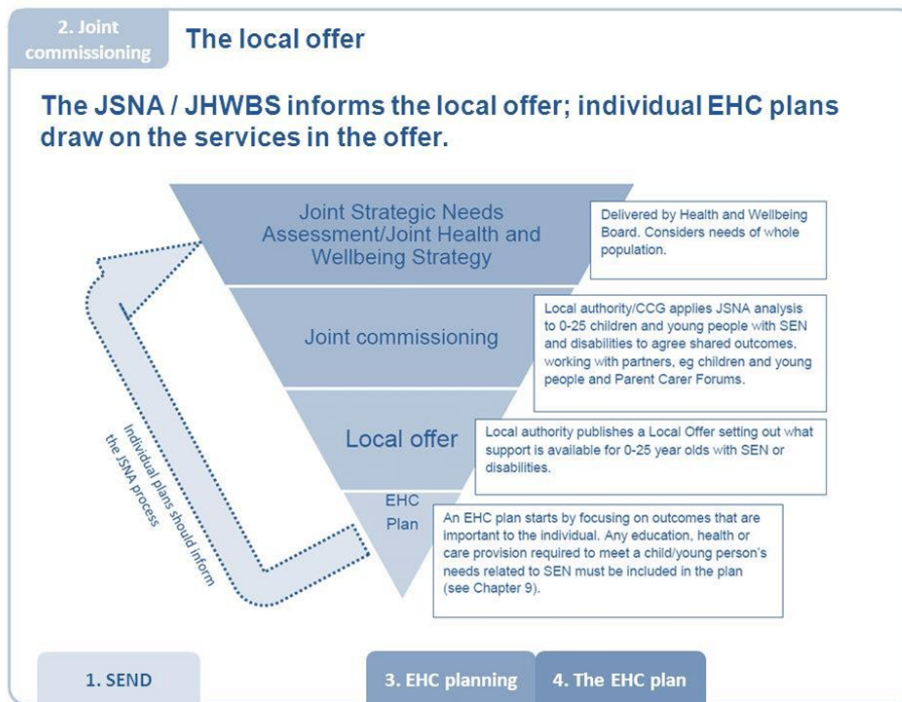 2. Joint
commissioning
The local offer
The JSNA / JHWBS informs the local offer; individual EHC plans
draw on the services in the offer.
Joint Strategic Needs
Assessment/Joint Health and
Wellbeing Strategy
Delivered by Health and Wellbeing
Board. Considers needs of whole
population.
Joint commissioning
Local authority/CCG applies JSNA analysis
to 0-25 children and young people with SEN
and disabilities to agree shared outcomes,
working with partners, eg children and young
people and Parent Carer Forums.
Local offer
Local authority publishes a Local Offer setting out what
support is available for 0-25 year olds with SEN or
disabilities.
EHC
Plan
An EHC plan starts by focusing on outcomes that are
important to the individual. Any education, health or
care provision required to meet a child/young person's
needs related to SEN must be included in the plan
(see Chapter 9).
Individual plans should inform
the JSNA process
1. SEND
3. EHC planning
4. The EHC plan